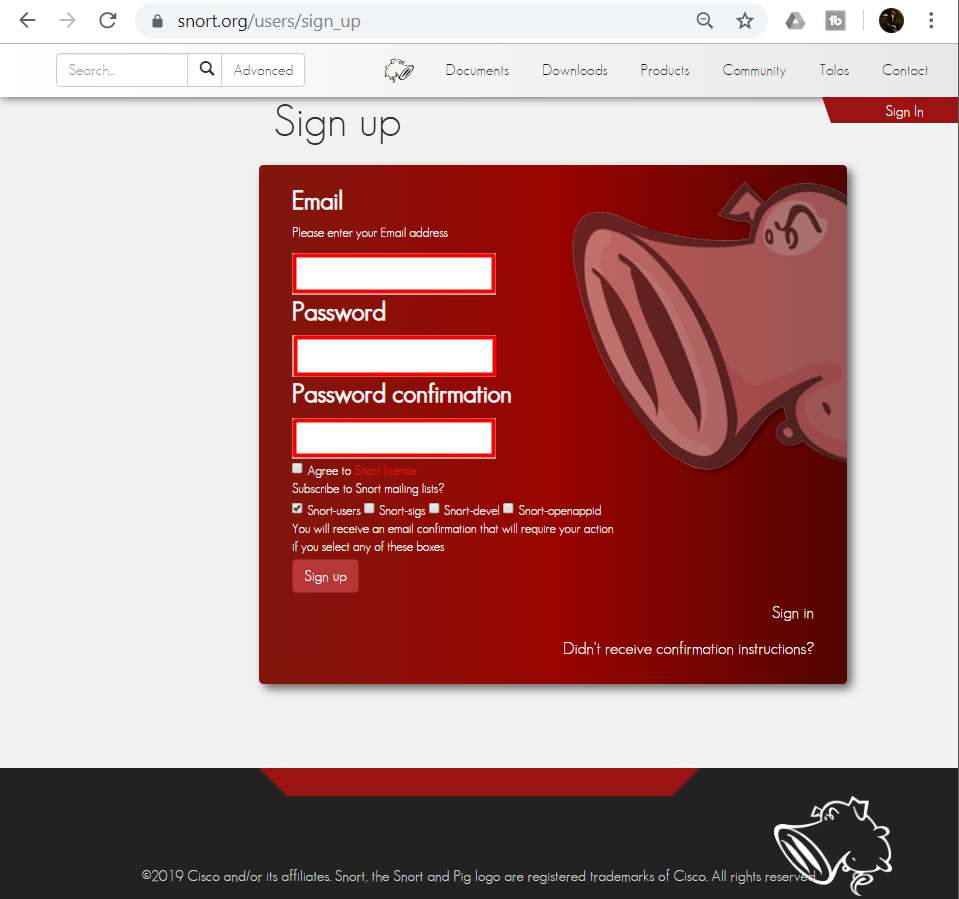 snort.org/users/sign_up
Search.. Advanced Documents Downloads Products Community Talos Contact
Sign In
Sign up
Email
Please enter your Email address
Password
Password confirmation
Agree to Snort license
Subscribe to Snort mailing lists?
Snort-users Snort-sigs Snort-devel Snort-openappid
You will receive an email confirmation that will require your action
if you select any of these boxes
Sign up
Sign in
Didn't receive confirmation instructions?
©2019 Cisco and/or its affiliates. Snort, the Snort and Pig logo are registered trademarks of Cisco. All rights reserved.